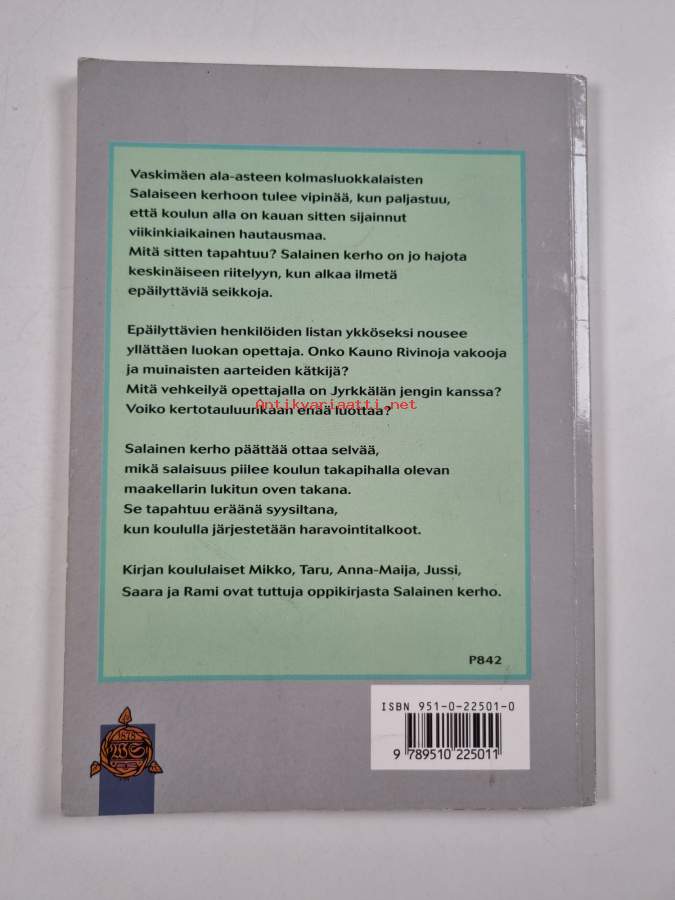 Vaskimäen ala-asteen kolmasluokkalaisten
Salaiseen kerhoon tulee vipinää, kun paljastuu,
että koulun alla on kauan sitten sijainnut
viikinkiaikainen hautausmaa.
Mitä sitten tapahtuu? Salainen kerho on jo hajota
keskinäiseen riitelyyn, kun alkaa ilmetä
epäilyttäviä seikkoja.
Epäilyttävien henkilöiden listan ykköseksi nousee
yllättäen luokan opettaja. Onko Kauno Rivinoja vakooja
ja muinaisten aarteiden kätkijä?
Mitä vehkeilyä opettajalla on Jyrkkälän jengin kanssa?
Antikvariaatti.net
Voiko kertotauluunkaan enää luottaa?
Salainen kerho päättää ottaa selvää,
mikä salaisuus piilee koulun takapihalla olevan
maakellarin lukitun oven takana.
Se tapahtuu eräänä syysiltana,
kun koululla järjestetään haravointitalkoot.
Kirjan koululaiset Mikko, Taru, Anna-Maija, Jussi,
Saara ja Rami ovat tuttuja oppikirjasta Salainen kerho.
P842
ISBN 951-0-22501-0
9 789510 225011
1878
WS